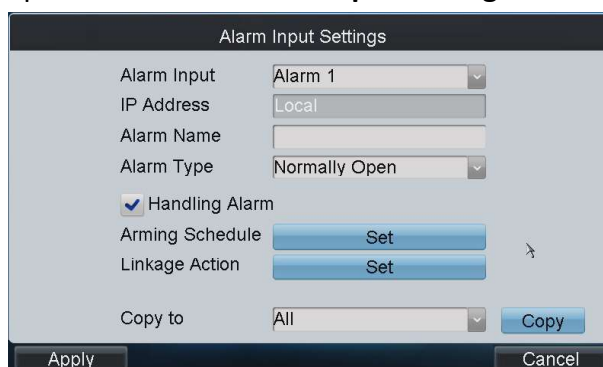 Alarm Input Settings
Alarm Input Alarm 1
IP Address Local
Alarm Name
Alarm Type Normally Open
Handling Alarm
Arming Schedule Set
Linkage Action Set
Copy to All Copy
Apply Cancel